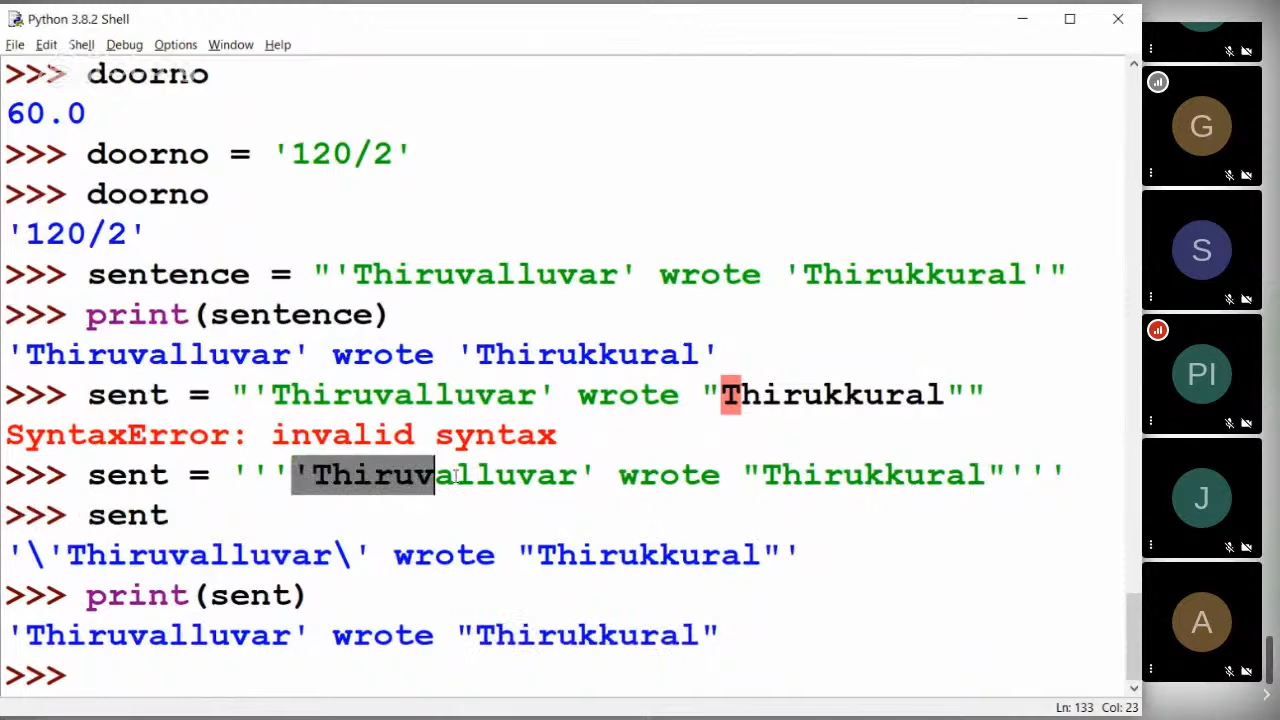 Python 3.8.2 Shell
File Edit Shell Debug Options Window Help
>>> doorno
60.0
>>> doorno = '120/2'
>>> doorno
'120/2'
>>> sentence = "'Thiruvalluvar' wrote 'Thirukkural'"
>>> print(sentence)
'Thiruvalluvar' wrote 'Thirukkural'
>>> sent = "'Thiruvalluvar' wrote "Thirukkural""
SyntaxError: invalid syntax
>>> sent = ''''Thiruvalluvar' wrote "Thirukkural"'''
>>> sent
'\'Thiruvalluvar\' wrote "Thirukkural"'
>>> print(sent)
'Thiruvalluvar' wrote "Thirukkural"
>>>
Ln: 133 Col: 23
G
S
PI
J
A